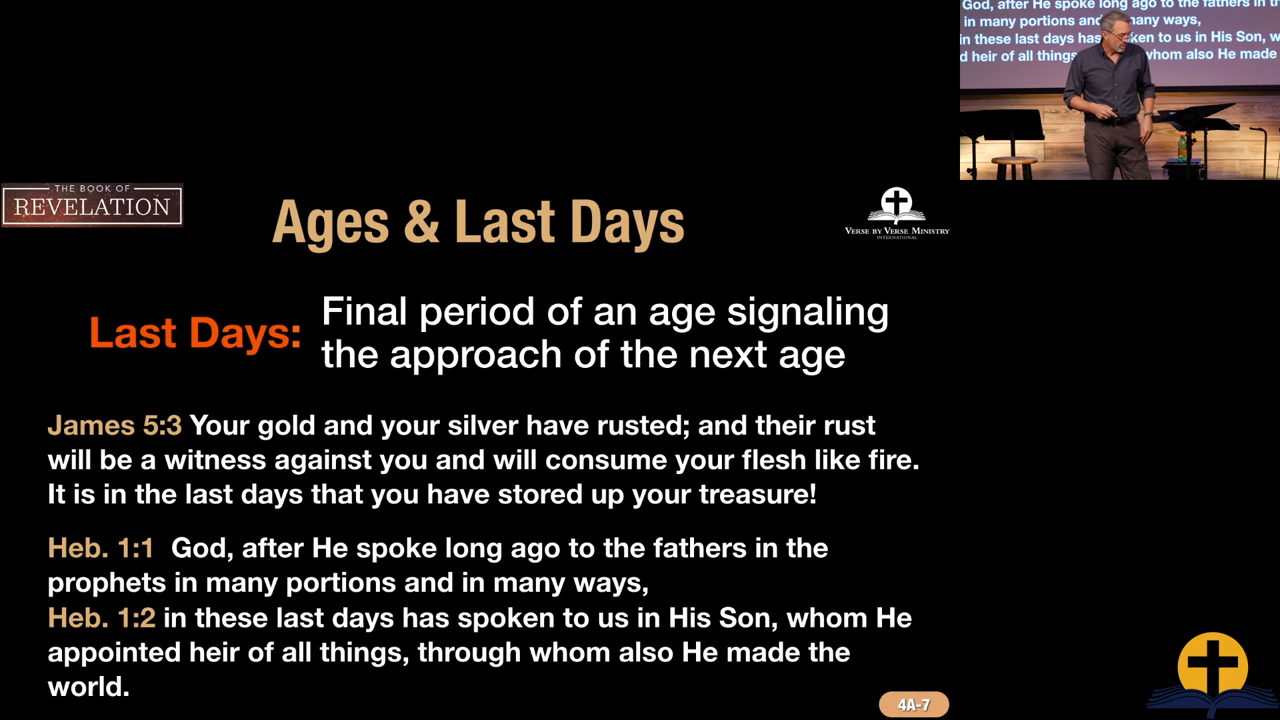 God, after He spoke long ago to the fathers in
in many portions and many ways,
in these last days has spoken to us in His Son,
heir of all things, whom also He made
THE BOOK OF
REVELATION
Ages & Last Days
VERSE BY VERSE MINISTRY
INTERNATIONAL
Last Days:
Final period of an age signaling
the approach of the next age
James 5:3 Your gold and your silver have rusted; and their rust
will be a witness against you and will consume your flesh like fire.
It is in the last days that you have stored up your treasure!
Heb. 1:1 God, after He spoke long ago to the fathers in the
prophets in many portions and in many ways,
Heb. 1:2 in these last days has spoken to us in His Son, whom He
appointed heir of all things, through whom also He made the
world.
4A-7